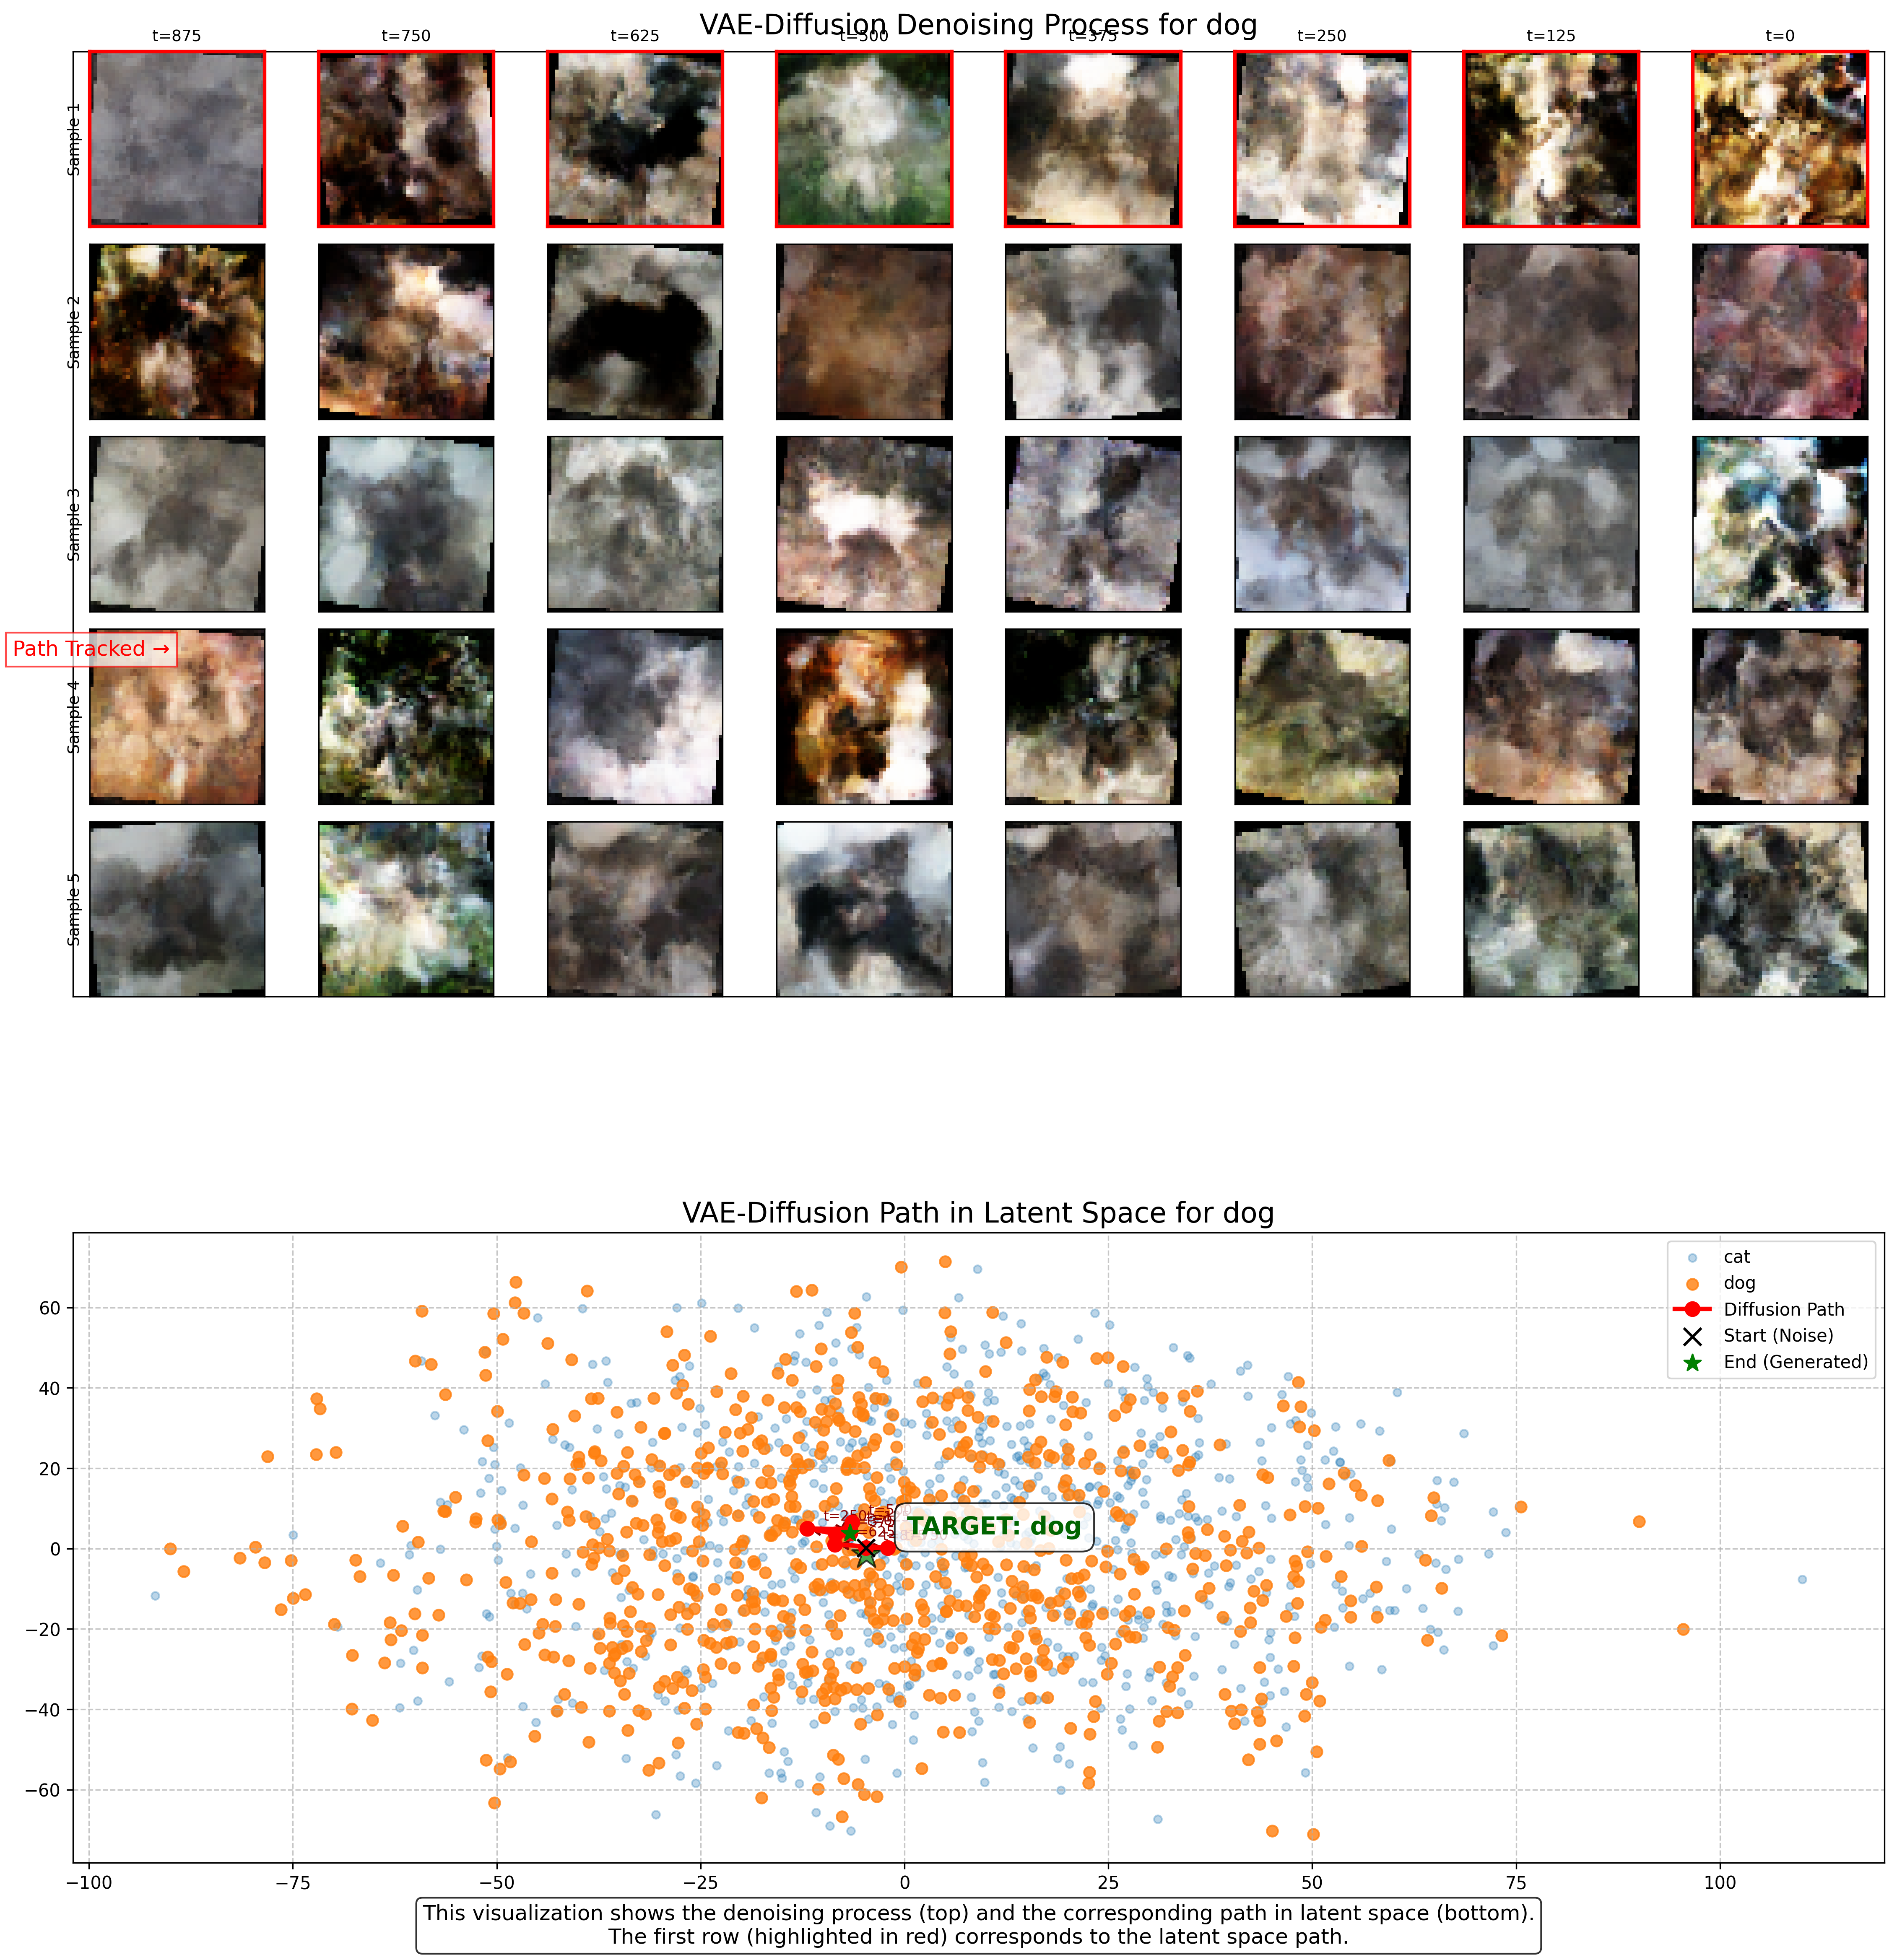 VAE-Diffusion Denoising Process for dog
t=875 t=750 t=625 t=500 t=375 t=250 t=125 t=0
Sample 1
Sample 2
Sample 3
Path Tracked →
Sample 4
Sample 5
VAE-Diffusion Path in Latent Space for dog
cat
dog
Diffusion Path
Start (Noise)
End (Generated)
60
40
20
0
−20
−40
−60
t=250
TARGET: dog
−100 −75 −50 −25 0 25 50 75 100
This visualization shows the denoising process (top) and the corresponding path in latent space (bottom).
The first row (highlighted in red) corresponds to the latent space path.